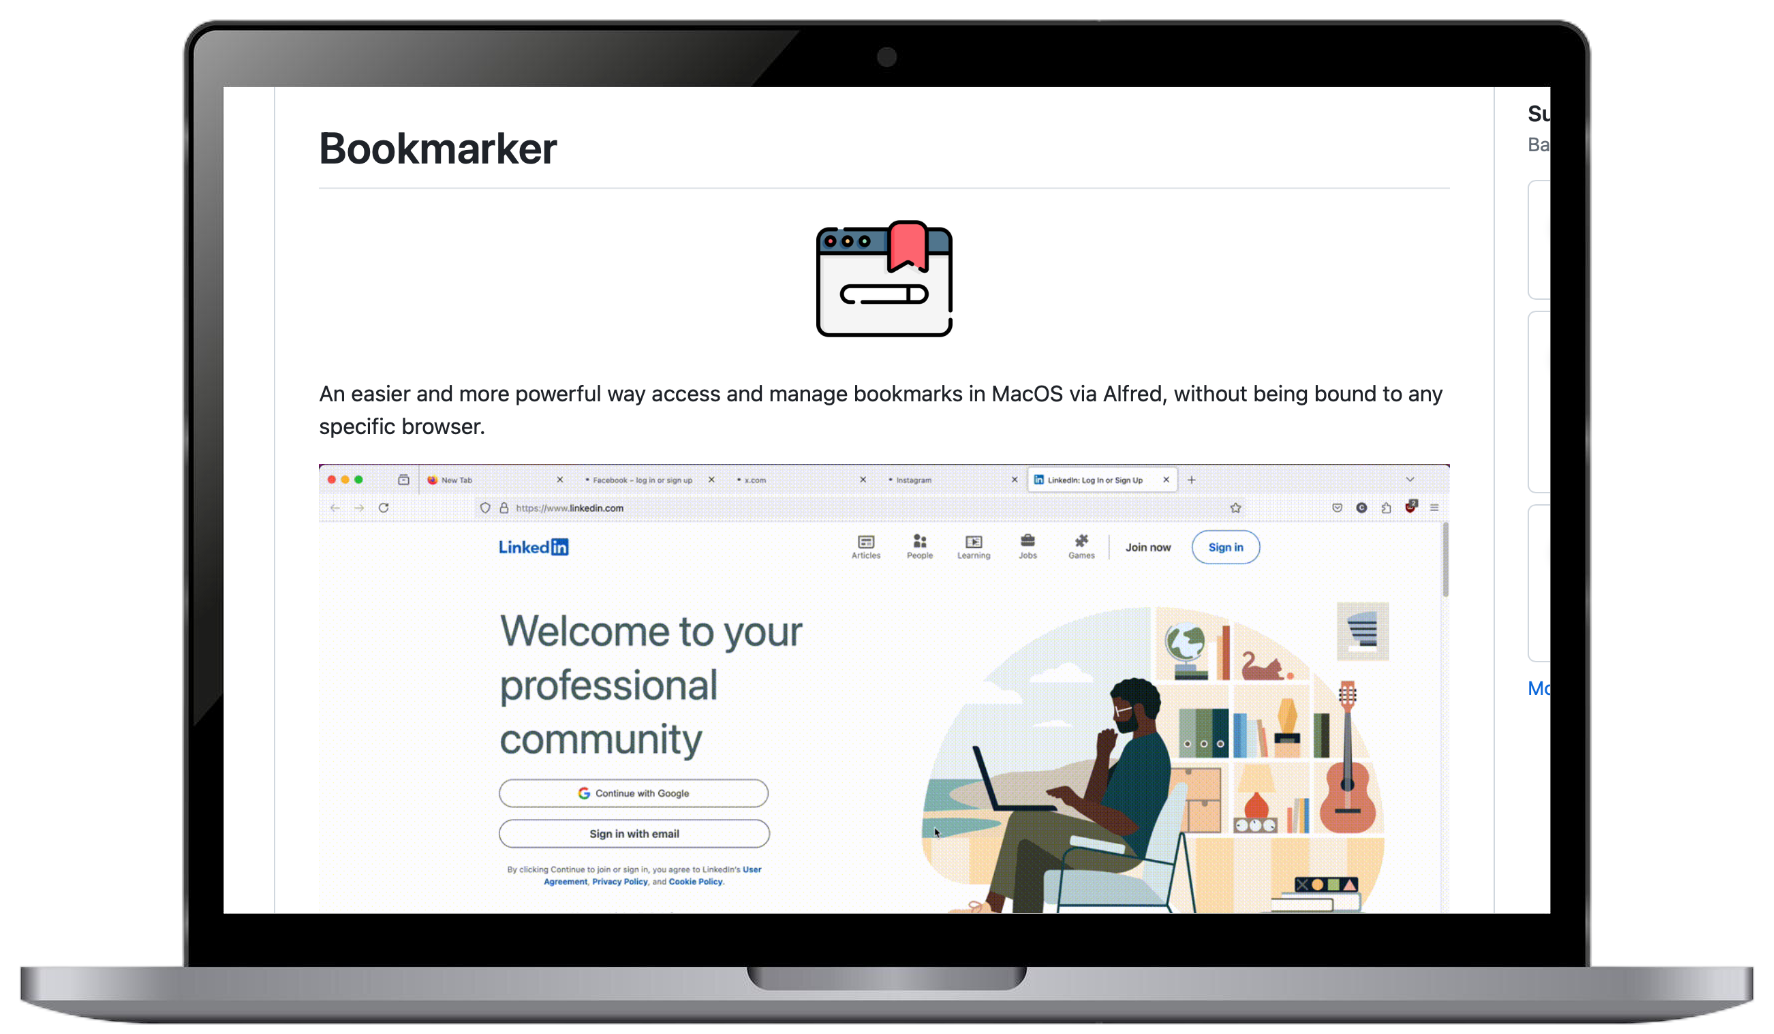 Bookmarker
An easier and more powerful way access and manage bookmarks in MacOS via Alfred, without being bound to any
specific browser.
New Tab
Facebook – log in or sign up
x.com
Instagram
LinkedIn: Log In or Sign Up
https://www.linkedin.com
Linked in
Articles
People
Learning
Jobs
Games
Join now
Sign in
Welcome to your
professional
community
Continue with Google
Sign in with email
By clicking Continue to join or sign in, you agree to LinkedIn's User
Agreement, Privacy Policy, and Cookie Policy.
Su
Ba
Mo